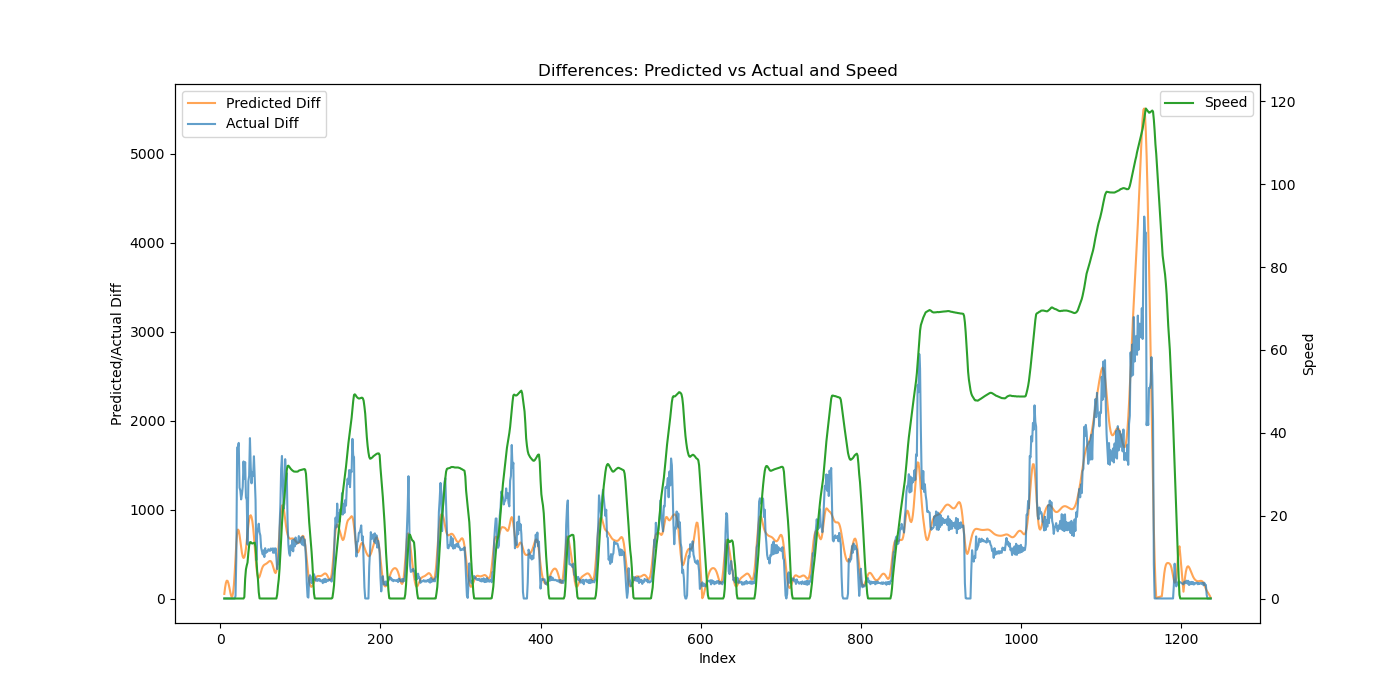 Differences: Predicted vs Actual and Speed
Predicted Diff
Actual Diff
Speed
5000
4000
3000
2000
1000
0
Predicted/Actual Diff
120
100
80
60
40
20
0
Speed
0 200 400 600 800 1000 1200
Index